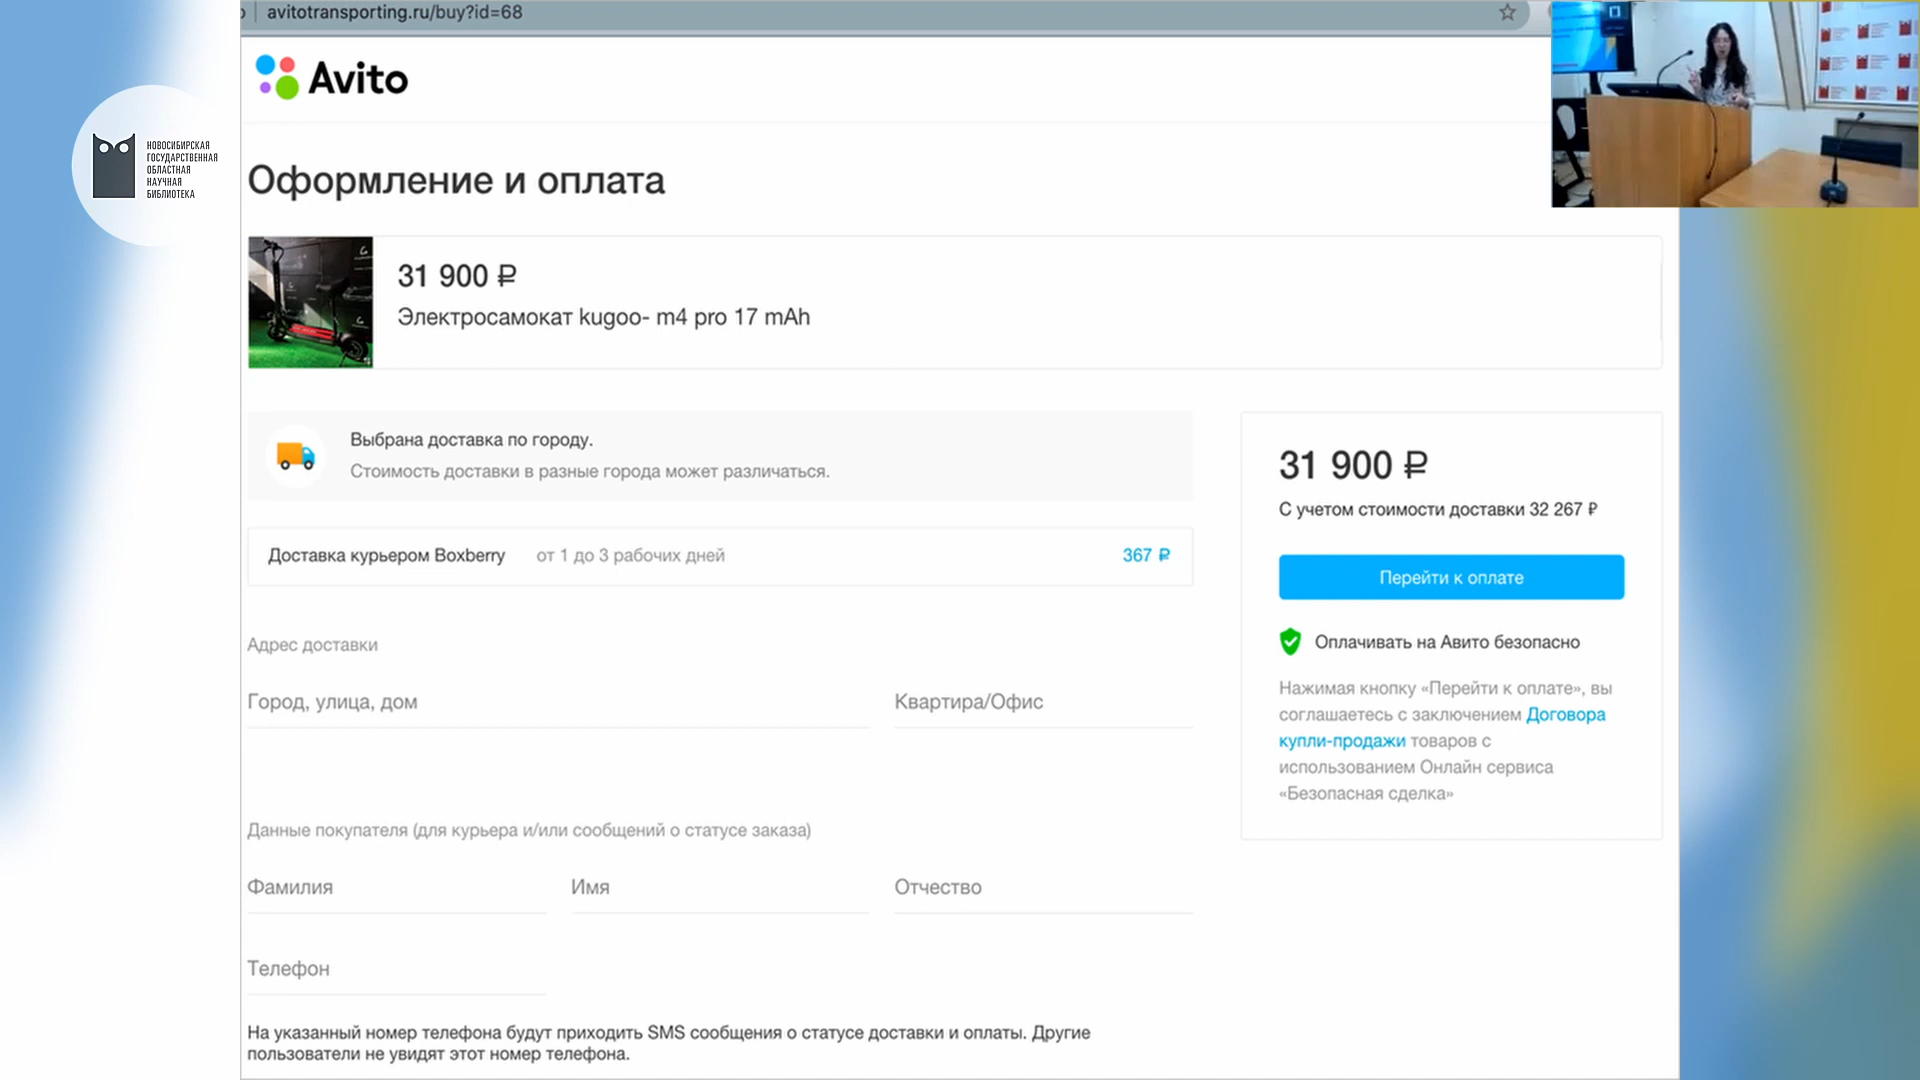 avitotransporting.ru/buy?id=68
Avito
НОВОСИБИРСКАЯ
ГОСУДАРСТВЕННАЯ
ОБЛАСТНАЯ
НАУЧНАЯ
БИБЛИОТЕКА
Оформление и оплата
31 900 ₽
Электросамокат kugoo- m4 pro 17 mAh
Выбрана доставка по городу.
Стоимость доставки в разные города может различаться.
Доставка курьером Boxberry от 1 до 3 рабочих дней 367 ₽
31 900 ₽
С учетом стоимости доставки 32 267 ₽
Перейти к оплате
Оплачивать на Авито безопасно
Нажимая кнопку «Перейти к оплате», вы
соглашаетесь с заключением Договора
купли-продажи товаров с
использованием Онлайн сервиса
«Безопасная сделка»
Адрес доставки
Город, улица, дом Квартира/Офис
Данные покупателя (для курьера и/или сообщений о статусе заказа)
Фамилия Имя Отчество
Телефон
На указанный номер телефона будут приходить SMS сообщения о статусе доставки и оплаты. Другие
пользователи не увидят этот номер телефона.